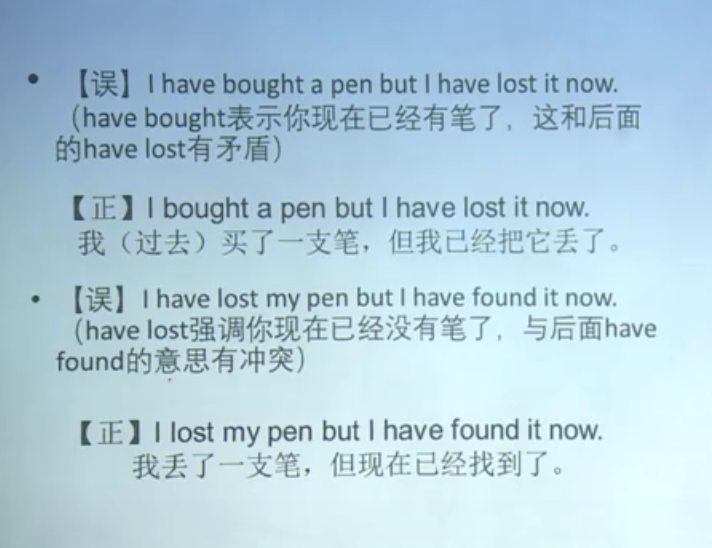 • 【误】I have bought a pen but I have lost it now.
（have bought表示你现在已经有笔了，这和后面
的have lost有矛盾）
【正】I bought a pen but I have lost it now.
我（过去）买了一支笔，但我已经把它丢了。
• 【误】I have lost my pen but I have found it now.
（have lost强调你现在已经没有笔了，与后面have
found的意思有冲突）
【正】I lost my pen but I have found it now.
我丢了一支笔，但现在已经找到了。